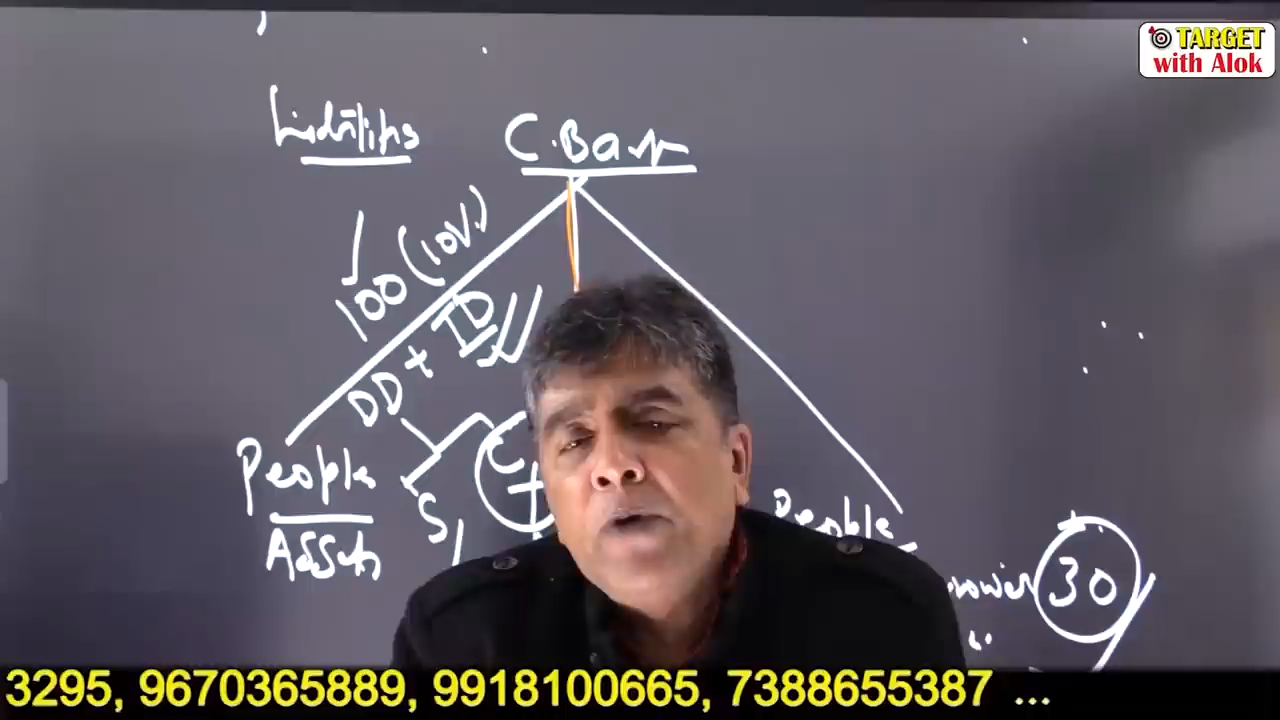 TARGET
with Alok
Liabilities
C.Bank
100 (10%)
DD + TD
People
Assets
S
C
+
People
30
3295, 9670365889, 9918100665, 7388655387 ...